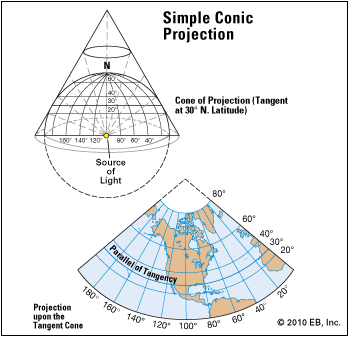 Simple Conic
Projection
N
60°
40°
30°
20°
Cone of Projection (Tangent
at 30° N. Latitude)
160° 140° 120° 80° 60° 40°
Source
of
Light
80°
60°
40°
30°
20°
Parallel of Tangency
180° 160° 140° 120° 100° 80° 60° 40° 20°
Projection
upon the
Tangent Cone
© 2010 EB, Inc.